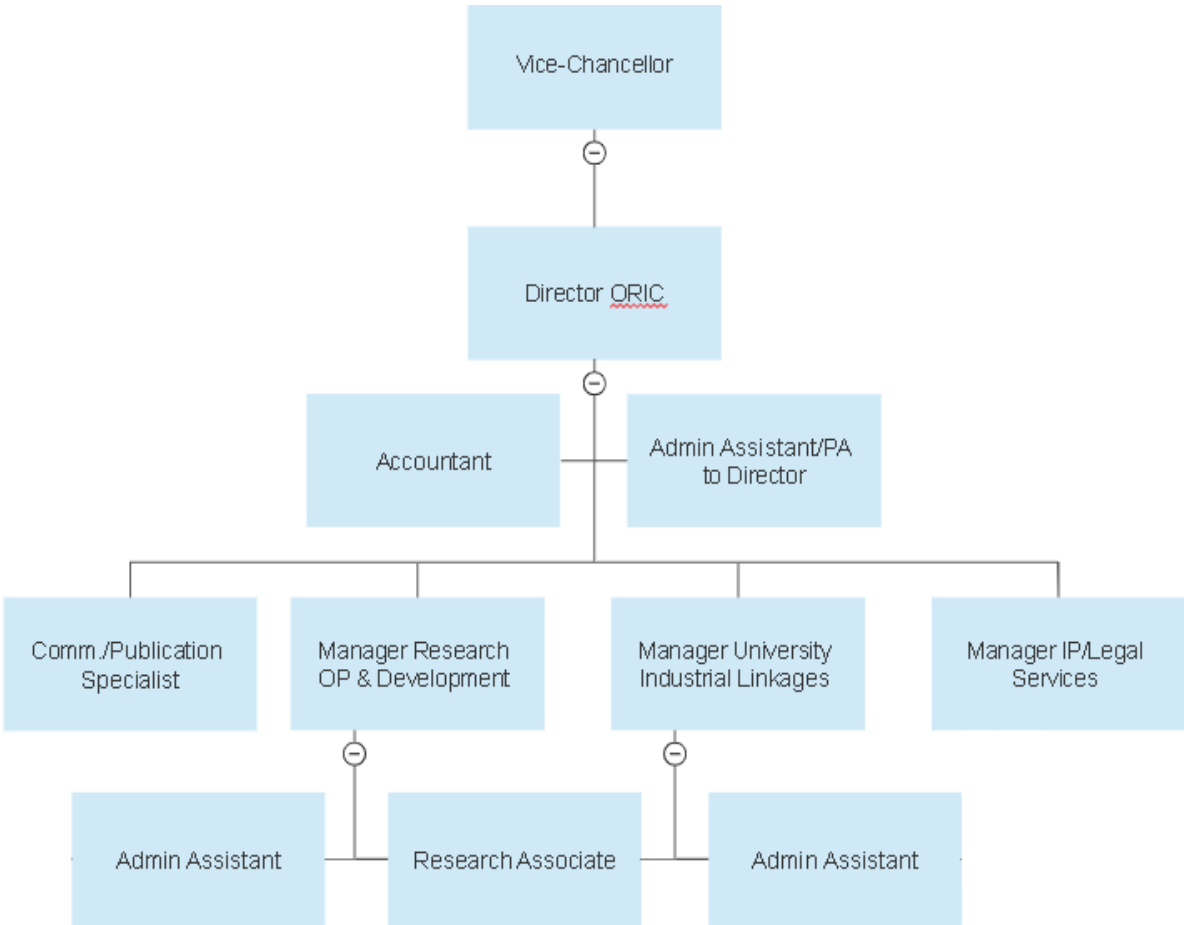 Vice-Chancellor
Director ORIC
Accountant
Admin Assistant/PA
to Director
Comm./Publication
Specialist
Manager Research
OP & Development
Manager University
Industrial Linkages
Manager IP/Legal
Services
Admin Assistant
Research Associate
Admin Assistant